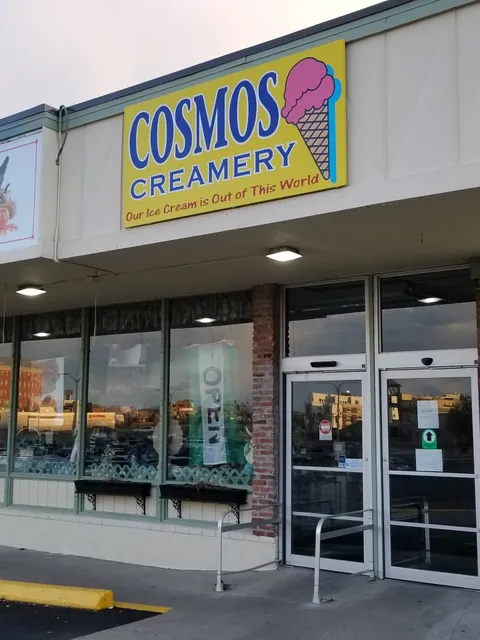 COSMOS
CREAMERY
Our Ice Cream is Out of This World
OPEN